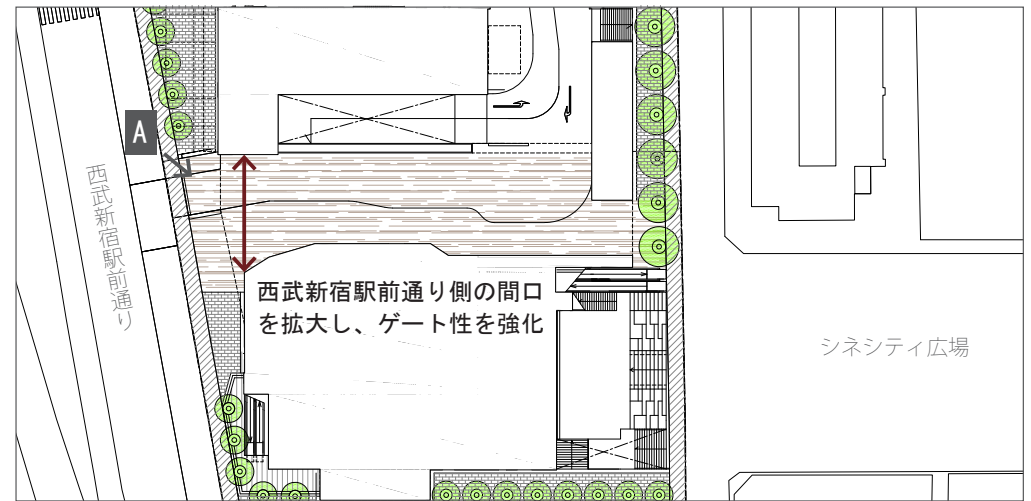 A
西武新宿駅前通り
西武新宿駅前通り側の間口
を拡大し、ゲート性を強化
シネシティ広場